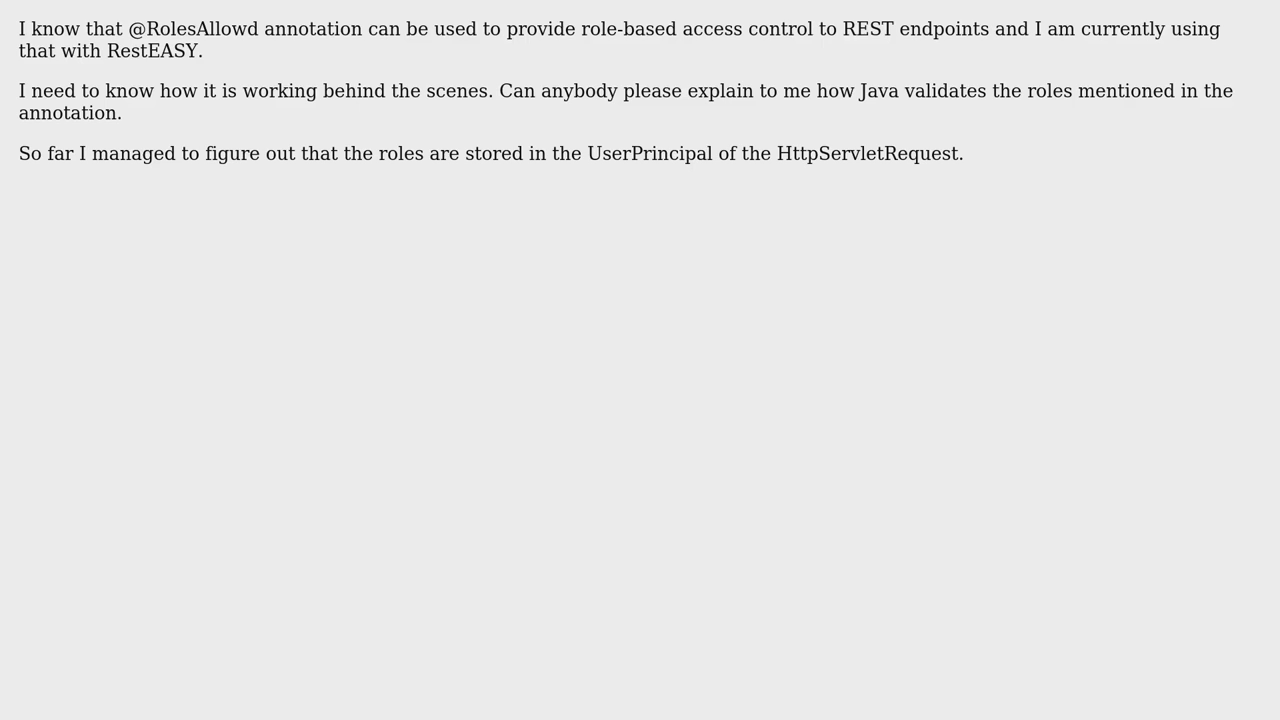 I know that @RolesAllowd annotation can be used to provide role-based access control to REST endpoints and I am currently using
that with RestEASY.
I need to know how it is working behind the scenes. Can anybody please explain to me how Java validates the roles mentioned in the
annotation.
So far I managed to figure out that the roles are stored in the UserPrincipal of the HttpServletRequest.